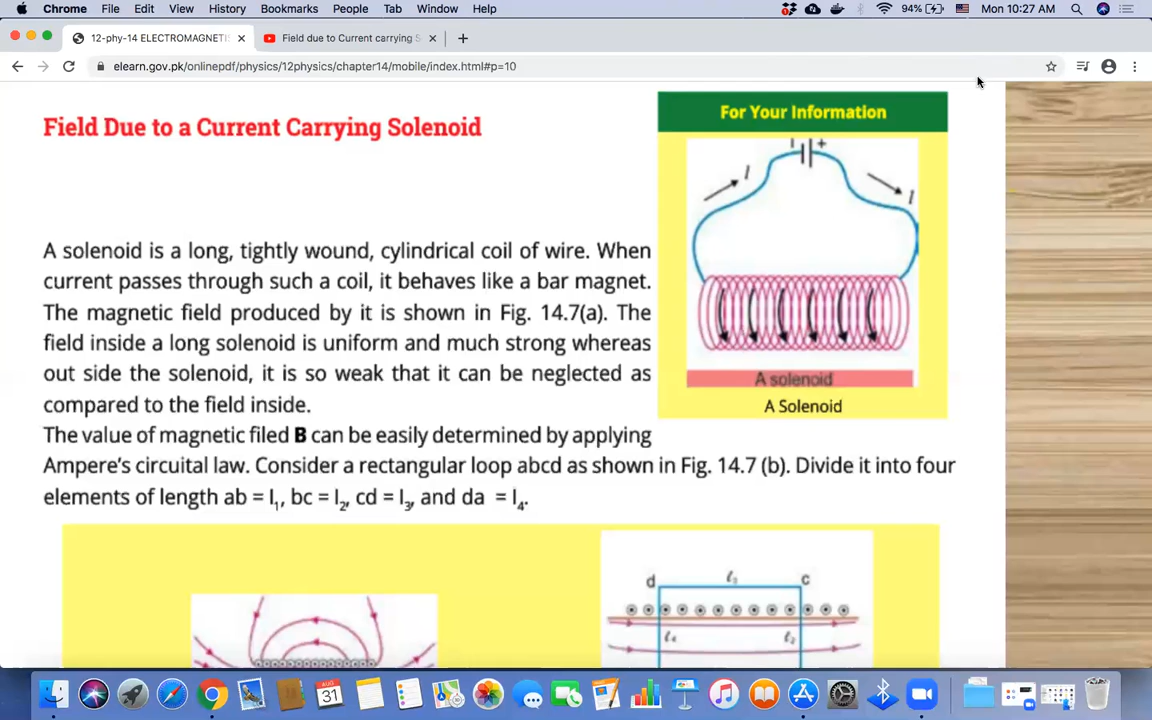 Chrome File Edit View History Bookmarks People Tab Window Help 94% Mon 10:27 AM
12-phy-14 ELECTROMAGNETI Field due to Current carrying S
elearn.gov.pk/onlinepdf/physics/12physics/chapter14/mobile/index.html#p=10
Field Due to a Current Carrying Solenoid
For Your Information
+
I
I
A solenoid
A Solenoid
A solenoid is a long, tightly wound, cylindrical coil of wire. When
current passes through such a coil, it behaves like a bar magnet.
The magnetic field produced by it is shown in Fig. 14.7(a). The
field inside a long solenoid is uniform and much strong whereas
out side the solenoid, it is so weak that it can be neglected as
compared to the field inside.
The value of magnetic filed B can be easily determined by applying
Ampere's circuital law. Consider a rectangular loop abcd as shown in Fig. 14.7 (b). Divide it into four
elements of length ab = l₁, bc = l₂, cd = l₃, and da = l₄.
d ℓ₃ c
ℓ₄ ℓ₂
AUG
31